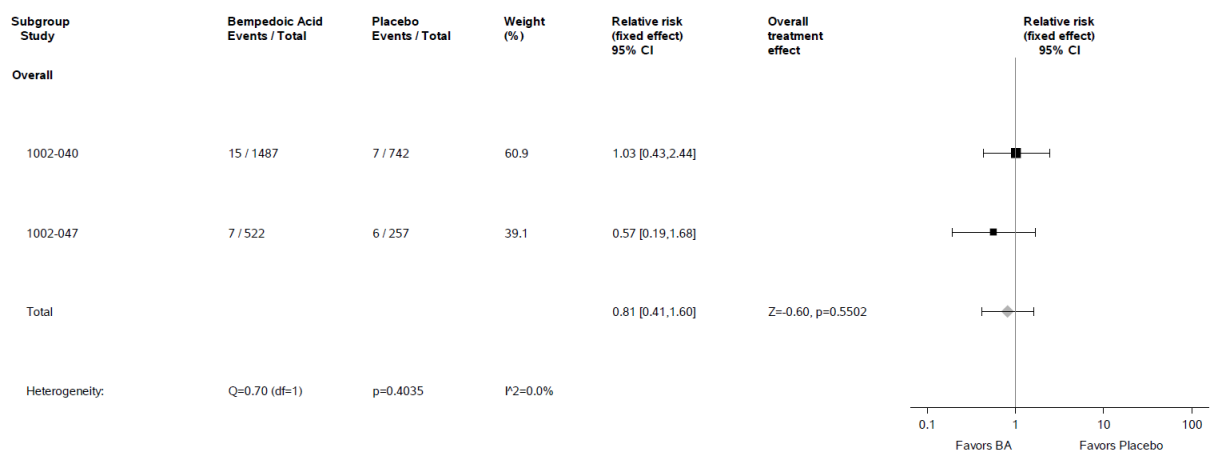 Subgroup Bempedoic Acid Placebo Weight Relative risk Overall Relative risk
Study Events / Total Events / Total (%) (fixed effect) treatment (fixed effect)
95% CI effect 95% CI
Overall
1002-040 15 / 1487 7 / 742 60.9 1.03 [0.43,2.44]
1002-047 7 / 522 6 / 257 39.1 0.57 [0.19,1.68]
Total 0.81 [0.41,1.60] Z=-0.60, p=0.5502
Heterogeneity: Q=0.70 (df=1) p=0.4035 I^2=0.0%
0.1 1 10 100
Favors BA Favors Placebo